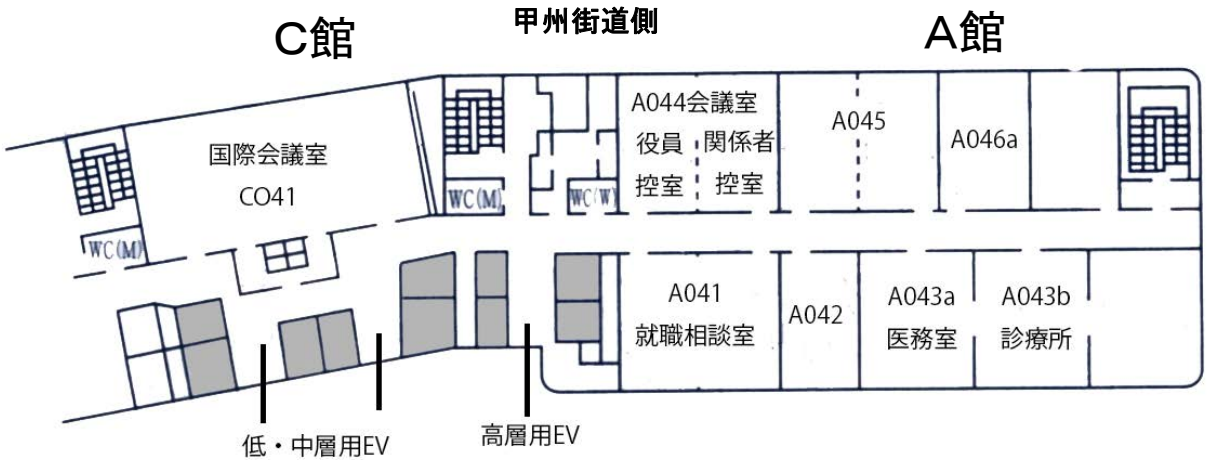 甲州街道側
C館
A館
A044会議室
役員
控室
関係者
控室
A045
A046a
国際会議室
CO41
WC(M)
WC(W)
WC(M)
A041
就職相談室
A042
A043a
医務室
A043b
診療所
低・中層用EV
高層用EV